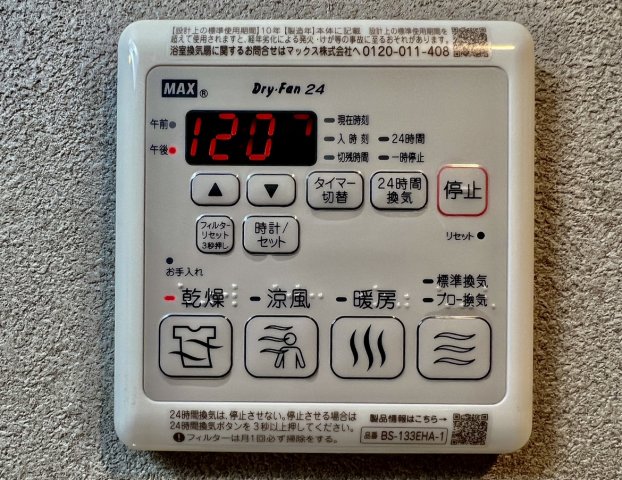 【設計上の標準使用期間】10年【製造年】本体に記載 設計上の標準使用期間を
超えて使用されますと、経年劣化による発火・けが等の事故に至るおそれがあります。
浴室換気扇に関するお問合せはマックス株式会社へ 0120-011-408
MAX® Dry・Fan 24
午前
午後
120
現在時刻
入時刻 24時間
切残時間 一時停止
▲ ▼ タイマー切替 24時間換気 停止
フィルターリセット3秒押し 時計/セット リセット
お手入れ
標準換気
乾燥 涼風 暖房 プロー換気
24時間換気は、停止させない。停止させる場合は
24時間換気ボタンを3秒以上押してください。
フィルターは月1回必ず掃除をする。
製品情報はこちら→
品番 BS-133EHA-1